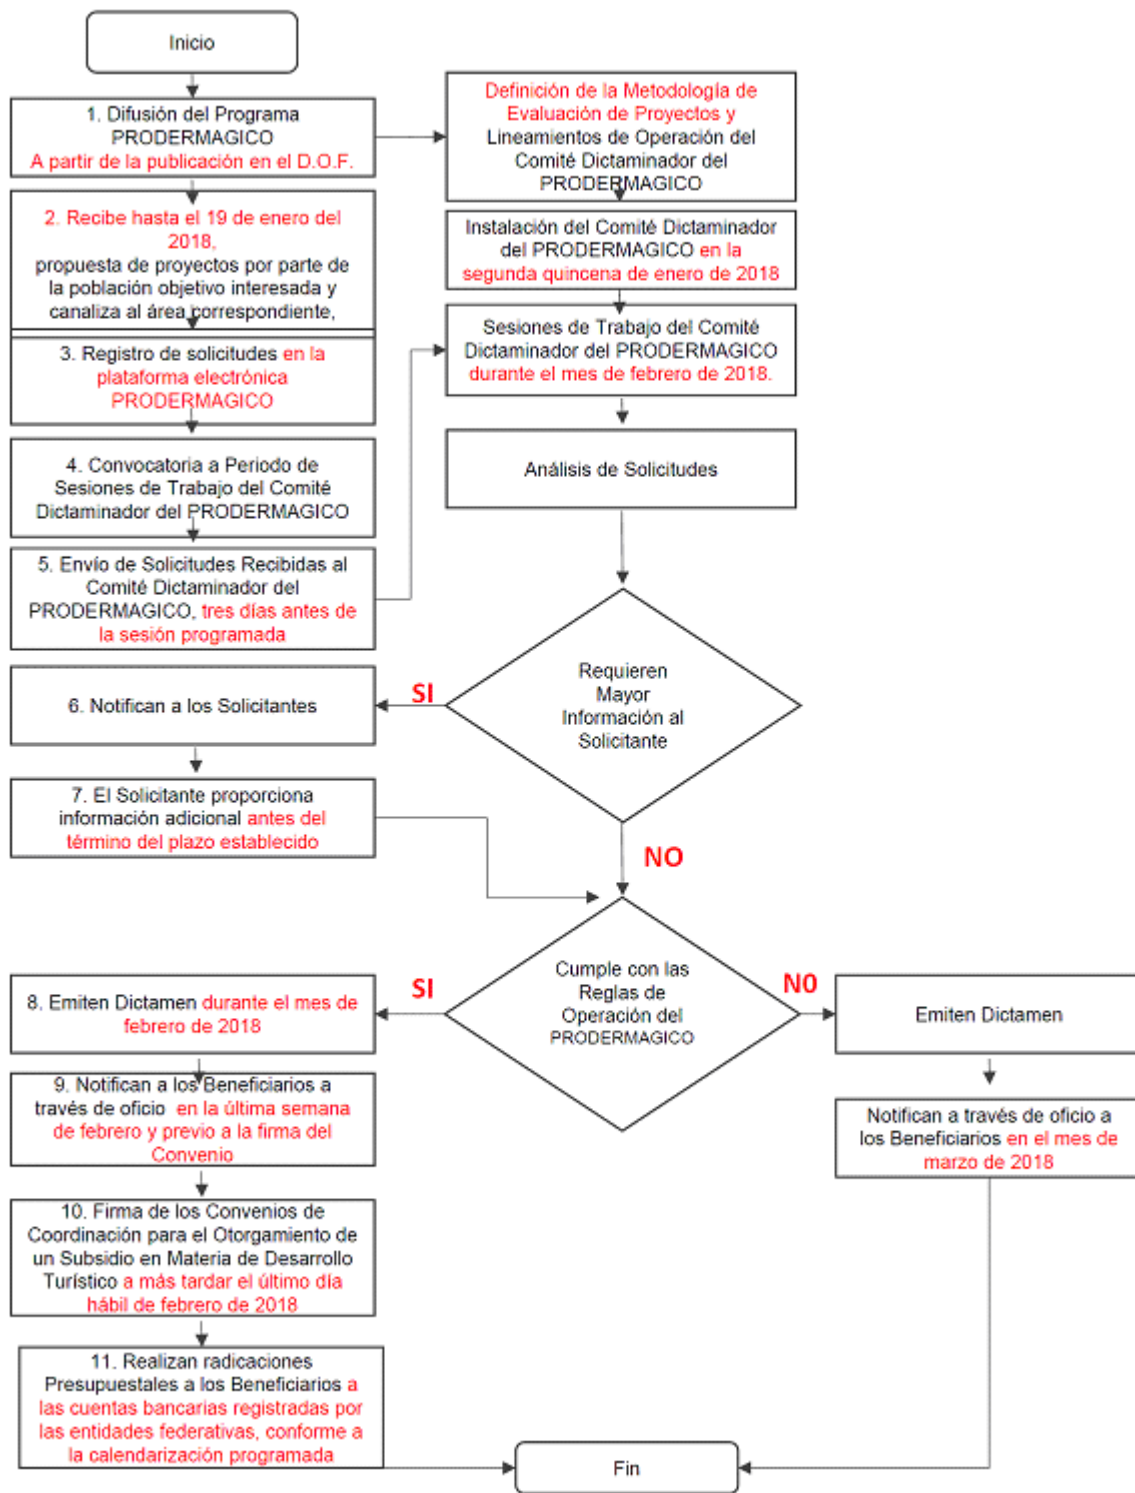 Inicio
1. Difusión del Programa
PRODERMAGICO
A partir de la publicación en el D.O.F.
Definición de la Metodología de
Evaluación de Proyectos y
Lineamientos de Operación del
Comité Dictaminador del
PRODERMAGICO
2. Recibe hasta el 19 de enero del
2018,
propuesta de proyectos por parte de
la población objetivo interesada y
canaliza al área correspondiente,
Instalación del Comité Dictaminador
del PRODERMAGICO en la
segunda quincena de enero de 2018
3. Registro de solicitudes en la
plataforma electrónica
PRODERMAGICO
Sesiones de Trabajo del Comité
Dictaminador del PRODERMAGICO
durante el mes de febrero de 2018.
4. Convocatoria a Periodo de
Sesiones de Trabajo del Comité
Dictaminador del PRODERMAGICO
Análisis de Solicitudes
5. Envío de Solicitudes Recibidas al
Comité Dictaminador del
PRODERMAGICO, tres días antes de
la sesión programada
Requieren
Mayor
Información al
Solicitante
SI
6. Notifican a los Solicitantes
7. El Solicitante proporciona
información adicional antes del
término del plazo establecido
NO
Cumple con las
Reglas de
Operación del
PRODERMAGICO
SI
N0
8. Emiten Dictamen durante el mes de
febrero de 2018
Emiten Dictamen
9. Notifican a los Beneficiarios a
través de oficio en la última semana
de febrero y previo a la firma del
Convenio
Notifican a través de oficio a
los Beneficiarios en el mes de
marzo de 2018
10. Firma de los Convenios de
Coordinación para el Otorgamiento de
un Subsidio en Materia de Desarrollo
Turístico a más tardar el último día
hábil de febrero de 2018
11. Realizan radicaciones
Presupuestales a los Beneficiarios a
las cuentas bancarias registradas por
las entidades federativas, conforme a
la calendarización programada
Fin